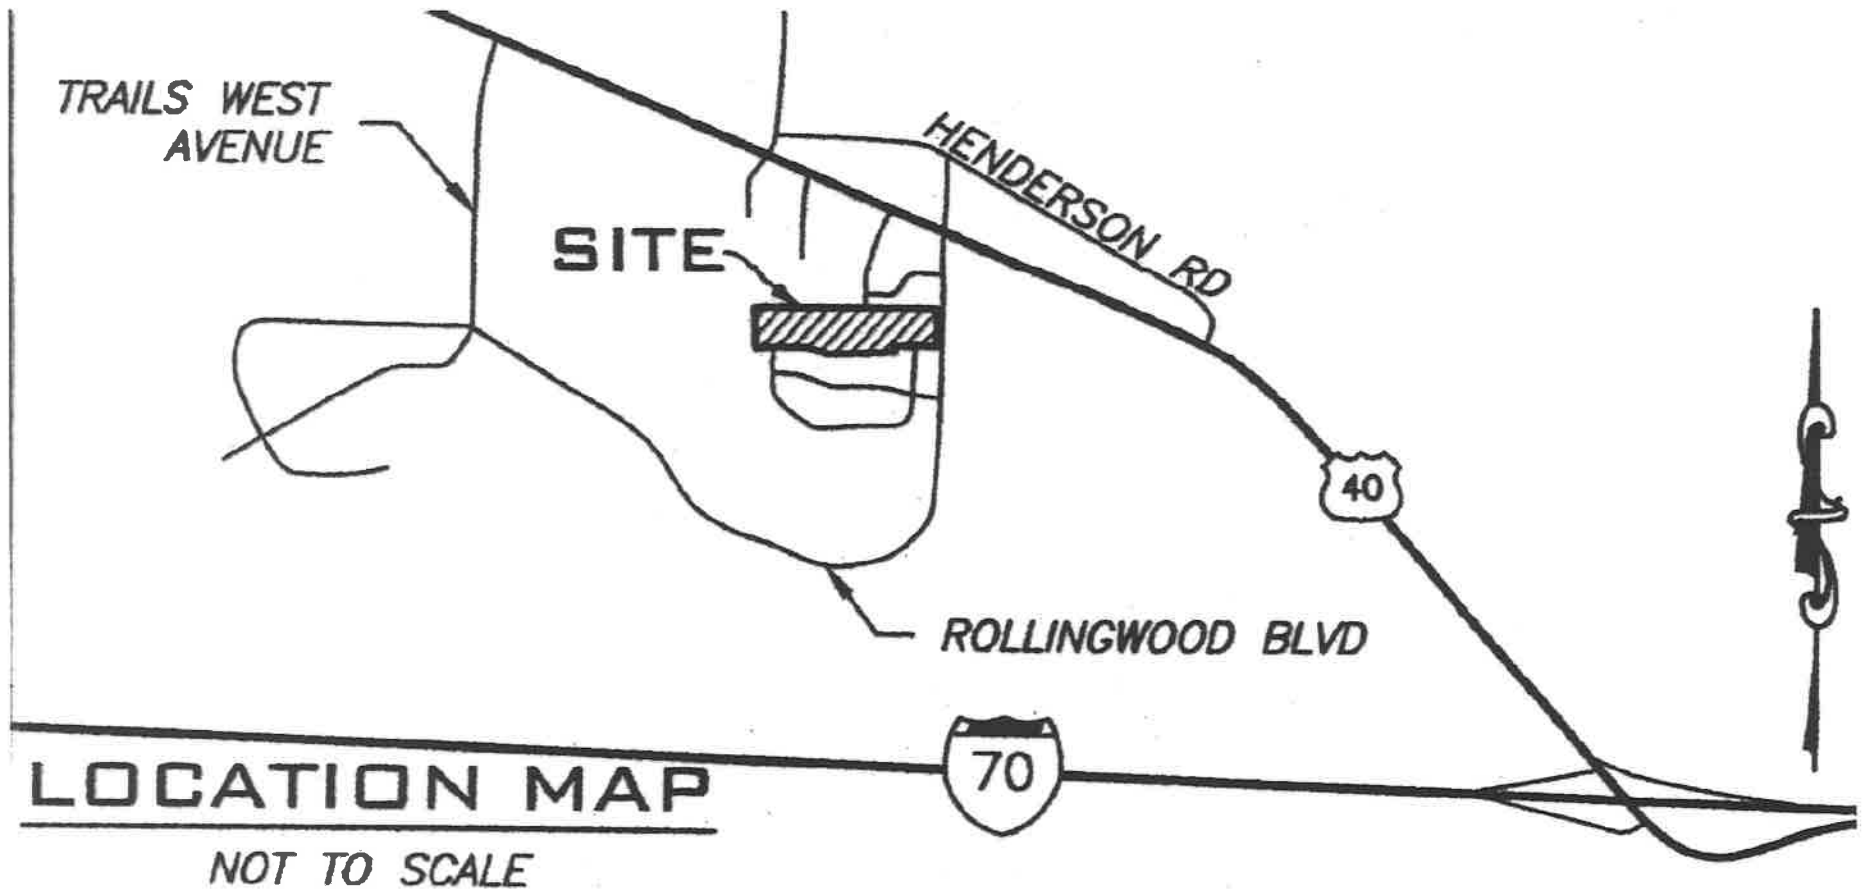 TRAILS WEST
AVENUE
HENDERSON RD
SITE
40
ROLLINGWOOD BLVD
70
LOCATION MAP
NOT TO SCALE